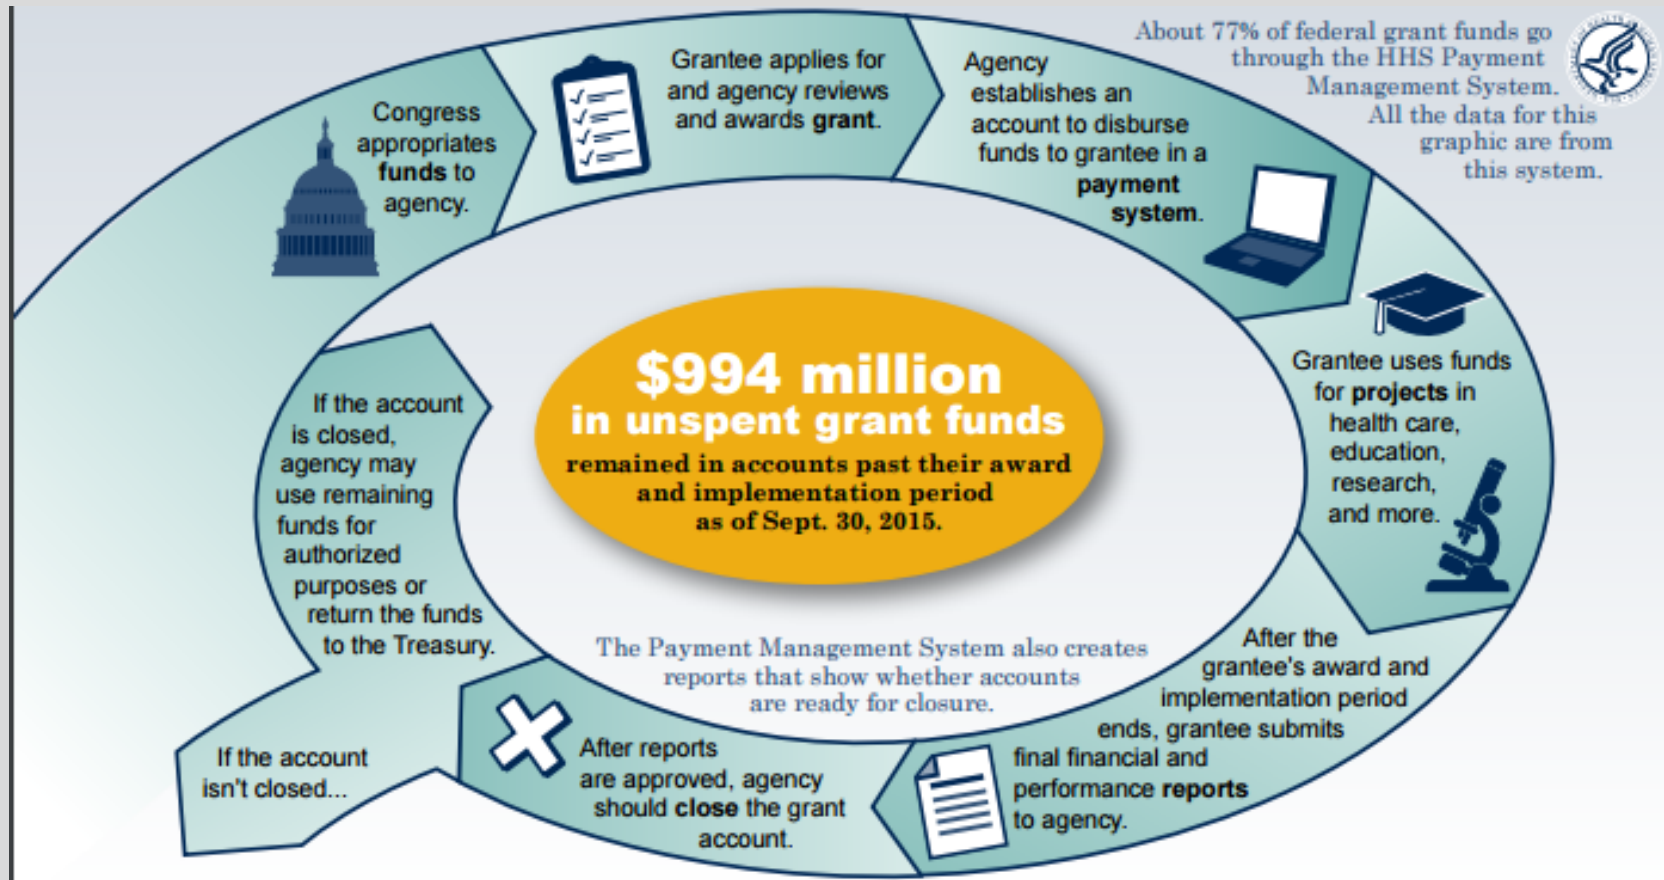 Congress
appropriates
funds to
agency.
Grantee applies for
and agency reviews
and awards grant.
Agency
establishes an
account to disburse
funds to grantee in a
payment
system.
About 77% of federal grant funds go
through the HHS Payment
Management System.
All the data for this
graphic are from
this system.
Grantee uses funds
for projects in
health care,
education,
research,
and more.
After the
grantee's award and
implementation period
ends, grantee submits
final financial and
performance reports
to agency.
After reports
are approved, agency
should close the grant
account.
If the account
is closed,
agency may
use remaining
funds for
authorized
purposes or
return the funds
to the Treasury.
If the account
isn't closed...
$994 million
in unspent grant funds
remained in accounts past their award
and implementation period
as of Sept. 30, 2015.
The Payment Management System also creates
reports that show whether accounts
are ready for closure.